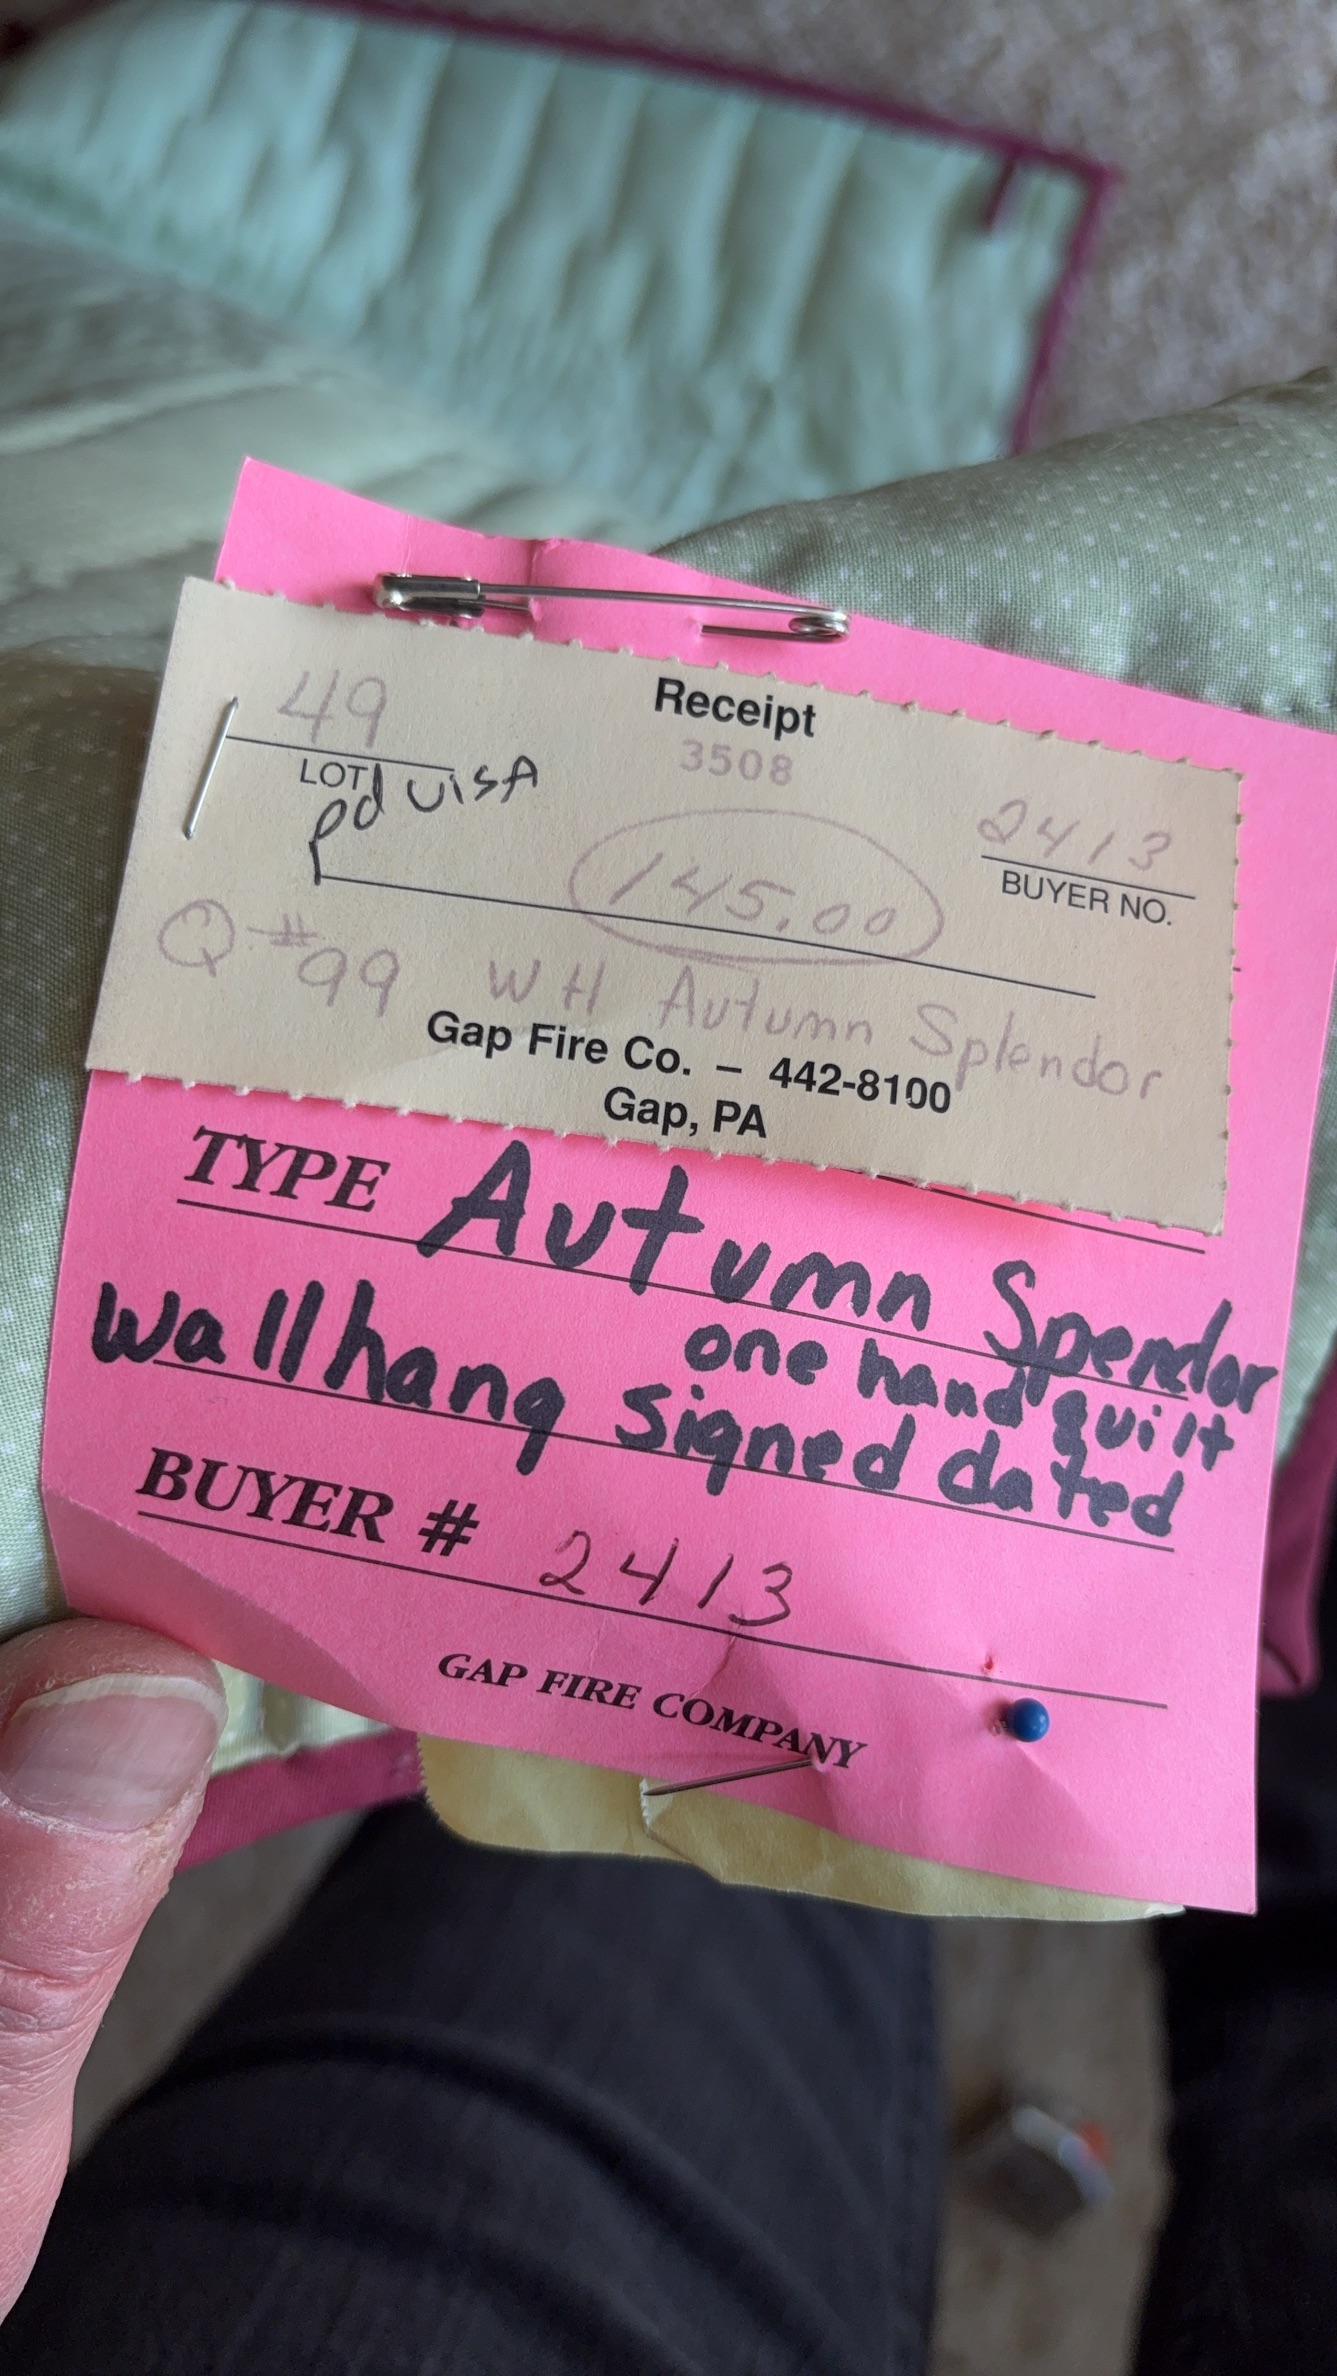 Receipt
3508
49
LOT
pd VISA
2413
BUYER NO.
145.00
Q #99 WH Autumn Splendor
Gap Fire Co. – 442-8100
Gap, PA
TYPE Autumn Spendor
one hand quilt
wallhang signed dated
BUYER # 2413
GAP FIRE COMPANY